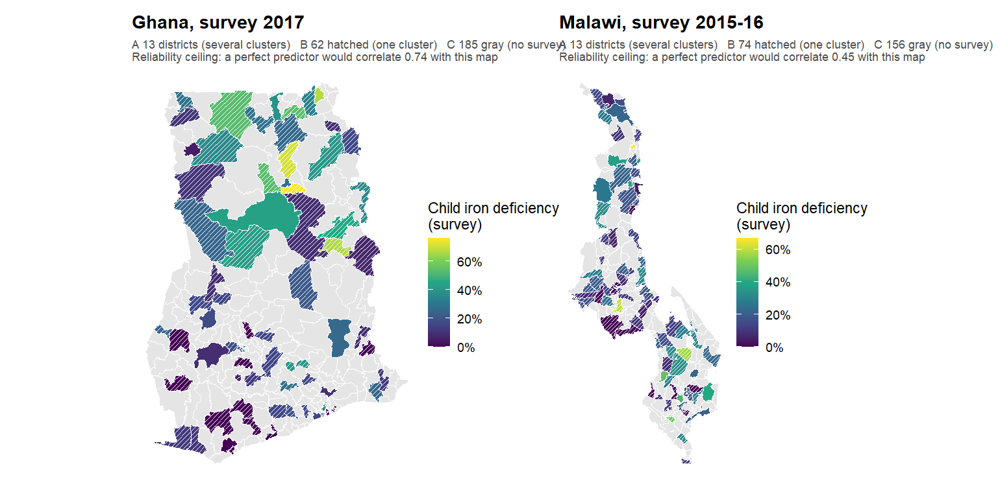 Ghana, survey 2017
A 13 districts (several clusters)   B 62 hatched (one cluster)   C 185 gray (no survey)
Reliability ceiling: a perfect predictor would correlate 0.74 with this map
Child iron deficiency
(survey)
60%
40%
20%
0%
Malawi, survey 2015-16
A 13 districts (several clusters)   B 74 hatched (one cluster)   C 156 gray (no survey)
Reliability ceiling: a perfect predictor would correlate 0.45 with this map
Child iron deficiency
(survey)
60%
40%
20%
0%